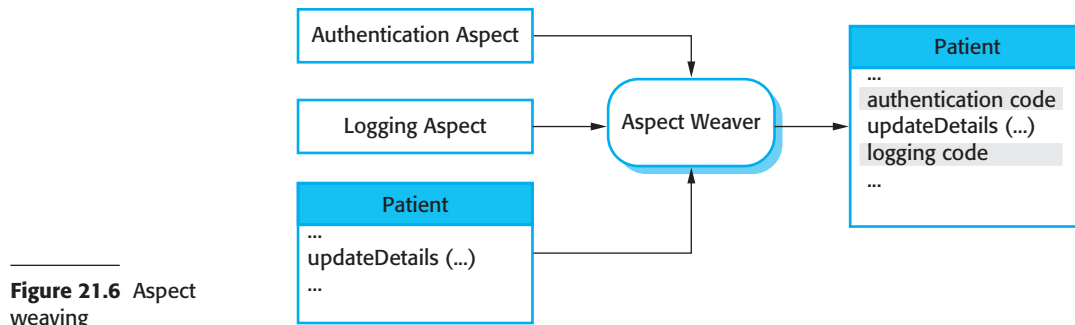 Authentication Aspect
Logging Aspect
Patient
...
updateDetails (...)
...
Aspect Weaver
Patient
...
authentication code
updateDetails (...)
logging code
...
Figure 21.6 Aspect
weaving